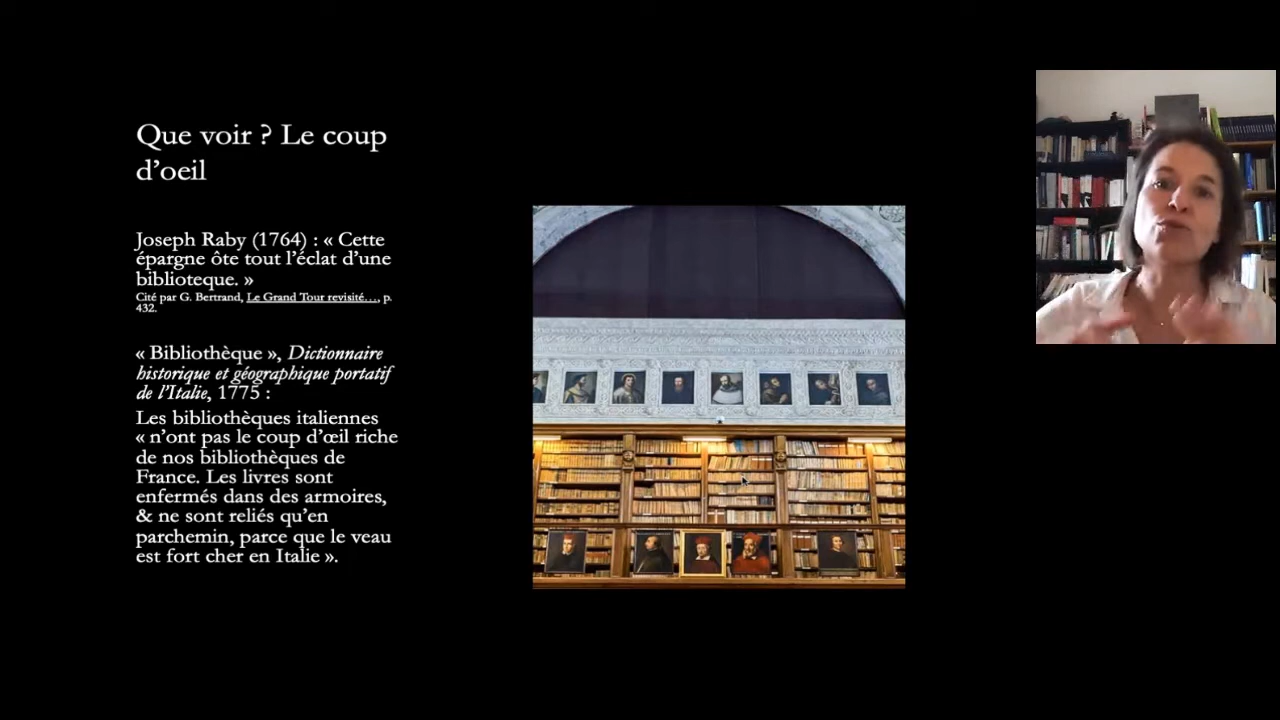 Que voir ? Le coup
d’oeil
Joseph Raby (1764) : « Cette
épargne ôte tout l’éclat d’une
biblioteque. »
Cité par G. Bertrand, Le Grand Tour revisité…, p.
432.
« Bibliothèque », Dictionnaire
historique et géographique portatif
de l’Italie, 1775 :
Les bibliothèques italiennes
« n’ont pas le coup d’œil riche
de nos bibliothèques de
France. Les livres sont
enfermés dans des armoires,
& ne sont reliés qu’en
parchemin, parce que le veau
est fort cher en Italie ».